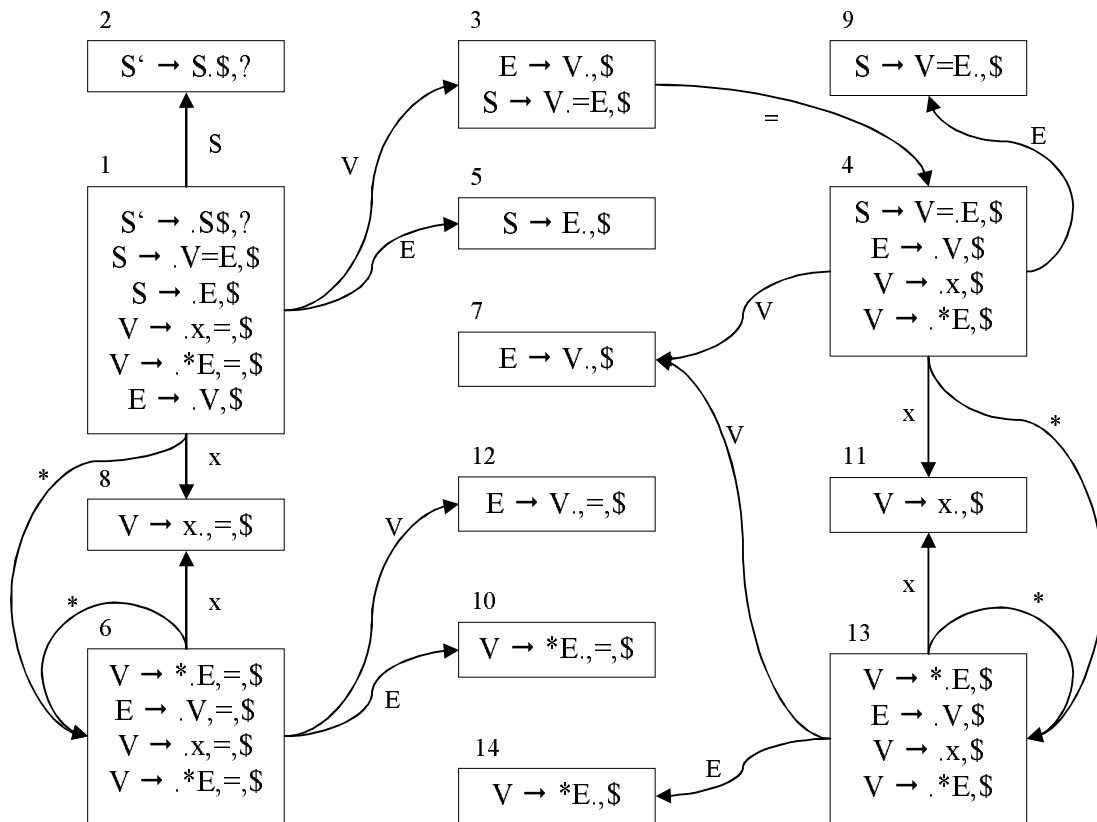 2
S‘ → S.$,?
S
1
S‘ → .S$,?
S → .V=E,$
S → .E,$
V → .x,=,$
V → .*E,=,$
E → .V,$
*
x
8
V → x.,=,$
*
x
6
V → *.E,=,$
E → .V,=,$
V → .x,=,$
V → .*E,=,$
3
E → V.,$
S → V.=E,$
V
=
5
S → E.,$
E
7
E → V.,$
V
V
12
E → V.,=,$
V
10
V → *E.,=,$
E
14
V → *E.,$
E
9
S → V=E.,$
E
4
S → V=.E,$
E → .V,$
V → .x,$
V → .*E,$
x
*
11
V → x.,$
x
*
13
V → *.E,$
E → .V,$
V → .x,$
V → .*E,$